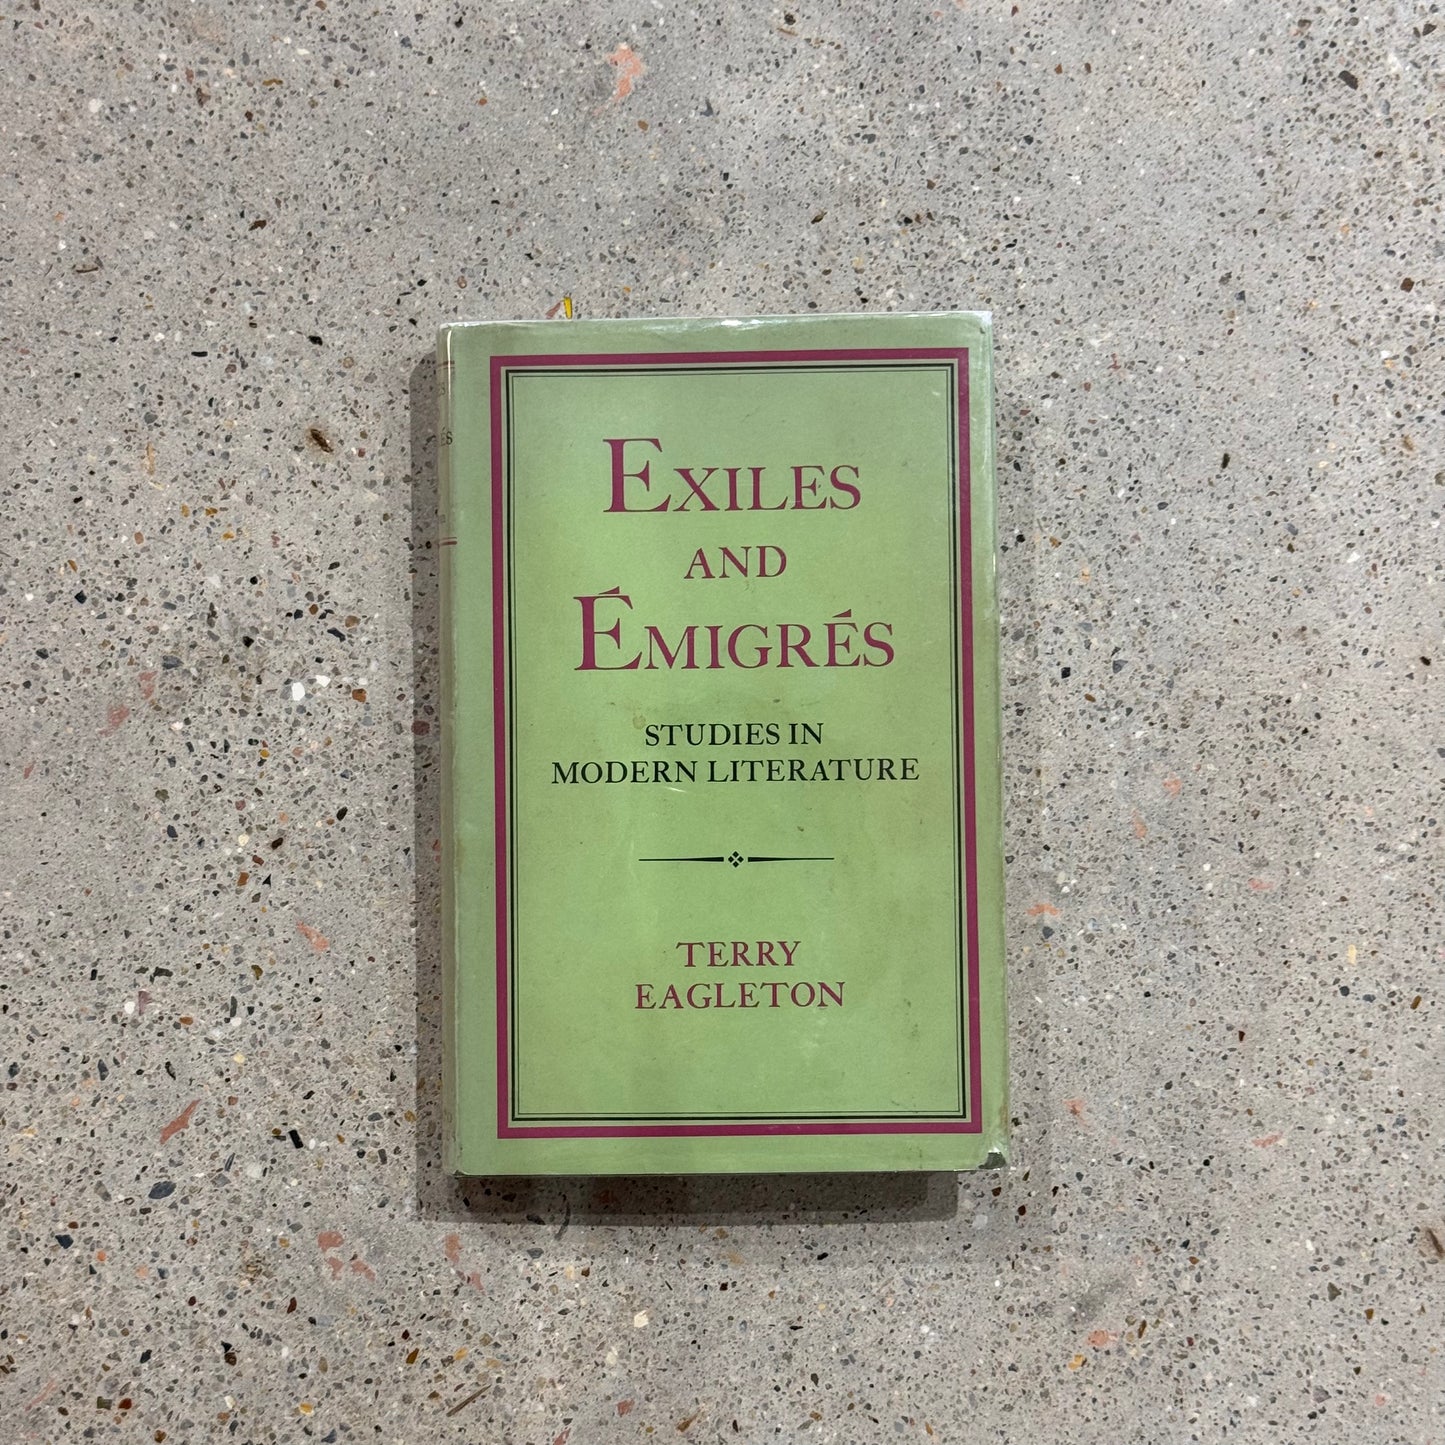 EXILES
AND
ÉMIGRÉS
STUDIES IN
MODERN LITERATURE
TERRY
EAGLETON